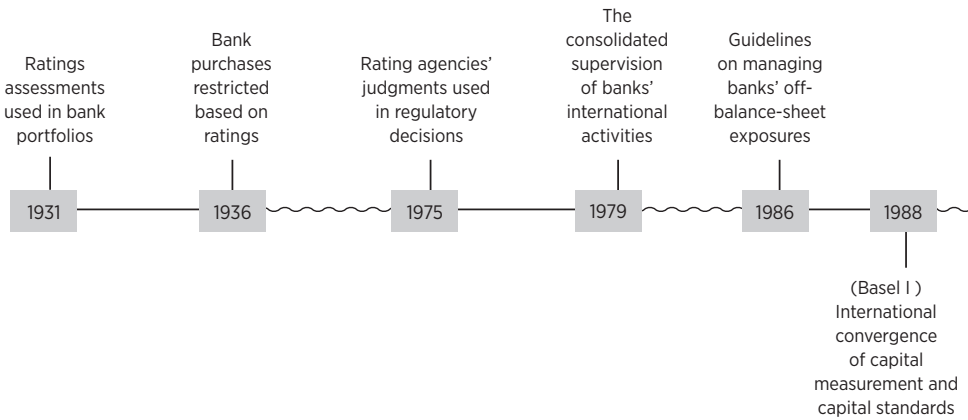 Ratings
assessments
used in bank
portfolios
Bank
purchases
restricted
based on
ratings
Rating agencies’
judgments used
in regulatory
decisions
The
consolidated
supervision
of banks’
international
activities
Guidelines
on managing
banks’ off-
balance-sheet
exposures
1931
1936
1975
1979
1986
1988
(Basel I )
International
convergence
of capital
measurement and
capital standards